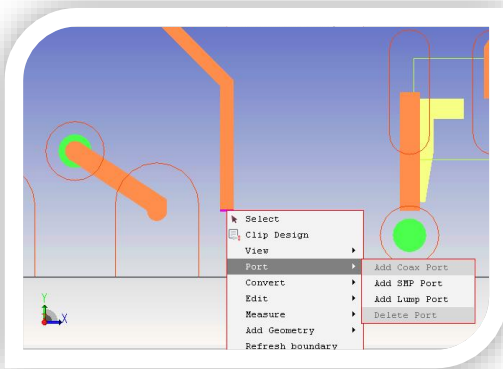 Select
Clip Design
View
Port
Convert
Edit
Measure
Add Geometry
Refresh boundary
Add Coax Port
Add SMP Port
Add Lump Port
Delete Port
Y
X